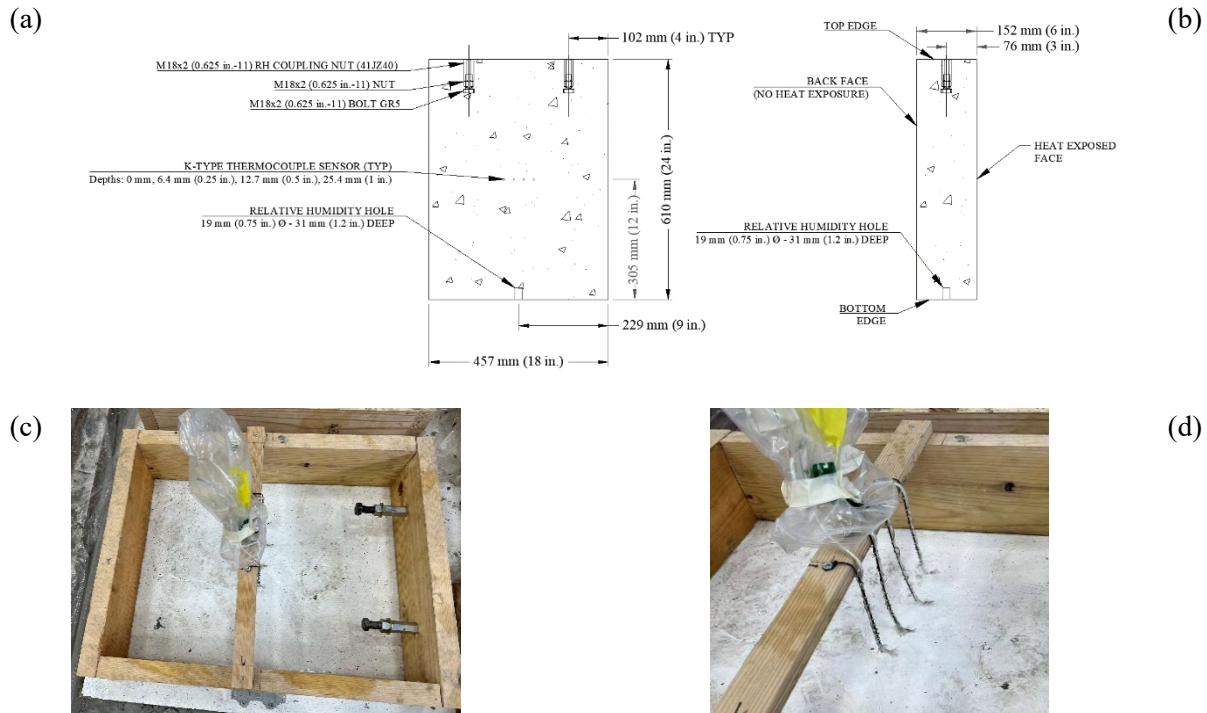 (a)
102 mm (4 in.) TYP
M18x2 (0.625 in.-11) RH COUPLING NUT (41JZ40)
M18x2 (0.625 in.-11) NUT
M18x2 (0.625 in.-11) BOLT GR5
K-TYPE THERMOCOUPLE SENSOR (TYP)
Depths: 0 mm, 6.4 mm (0.25 in.), 12.7 mm (0.5 in.), 25.4 mm (1 in.)
RELATIVE HUMIDITY HOLE
19 mm (0.75 in.) Ø - 31 mm (1.2 in.) DEEP
305 mm (12 in.)
610 mm (24 in.)
229 mm (9 in.)
457 mm (18 in.)
(b)
152 mm (6 in.)
76 mm (3 in.)
TOP EDGE
BACK FACE
(NO HEAT EXPOSURE)
HEAT EXPOSED
FACE
RELATIVE HUMIDITY HOLE
19 mm (0.75 in.) Ø - 31 mm (1.2 in.) DEEP
BOTTOM
EDGE
(c)
(d)